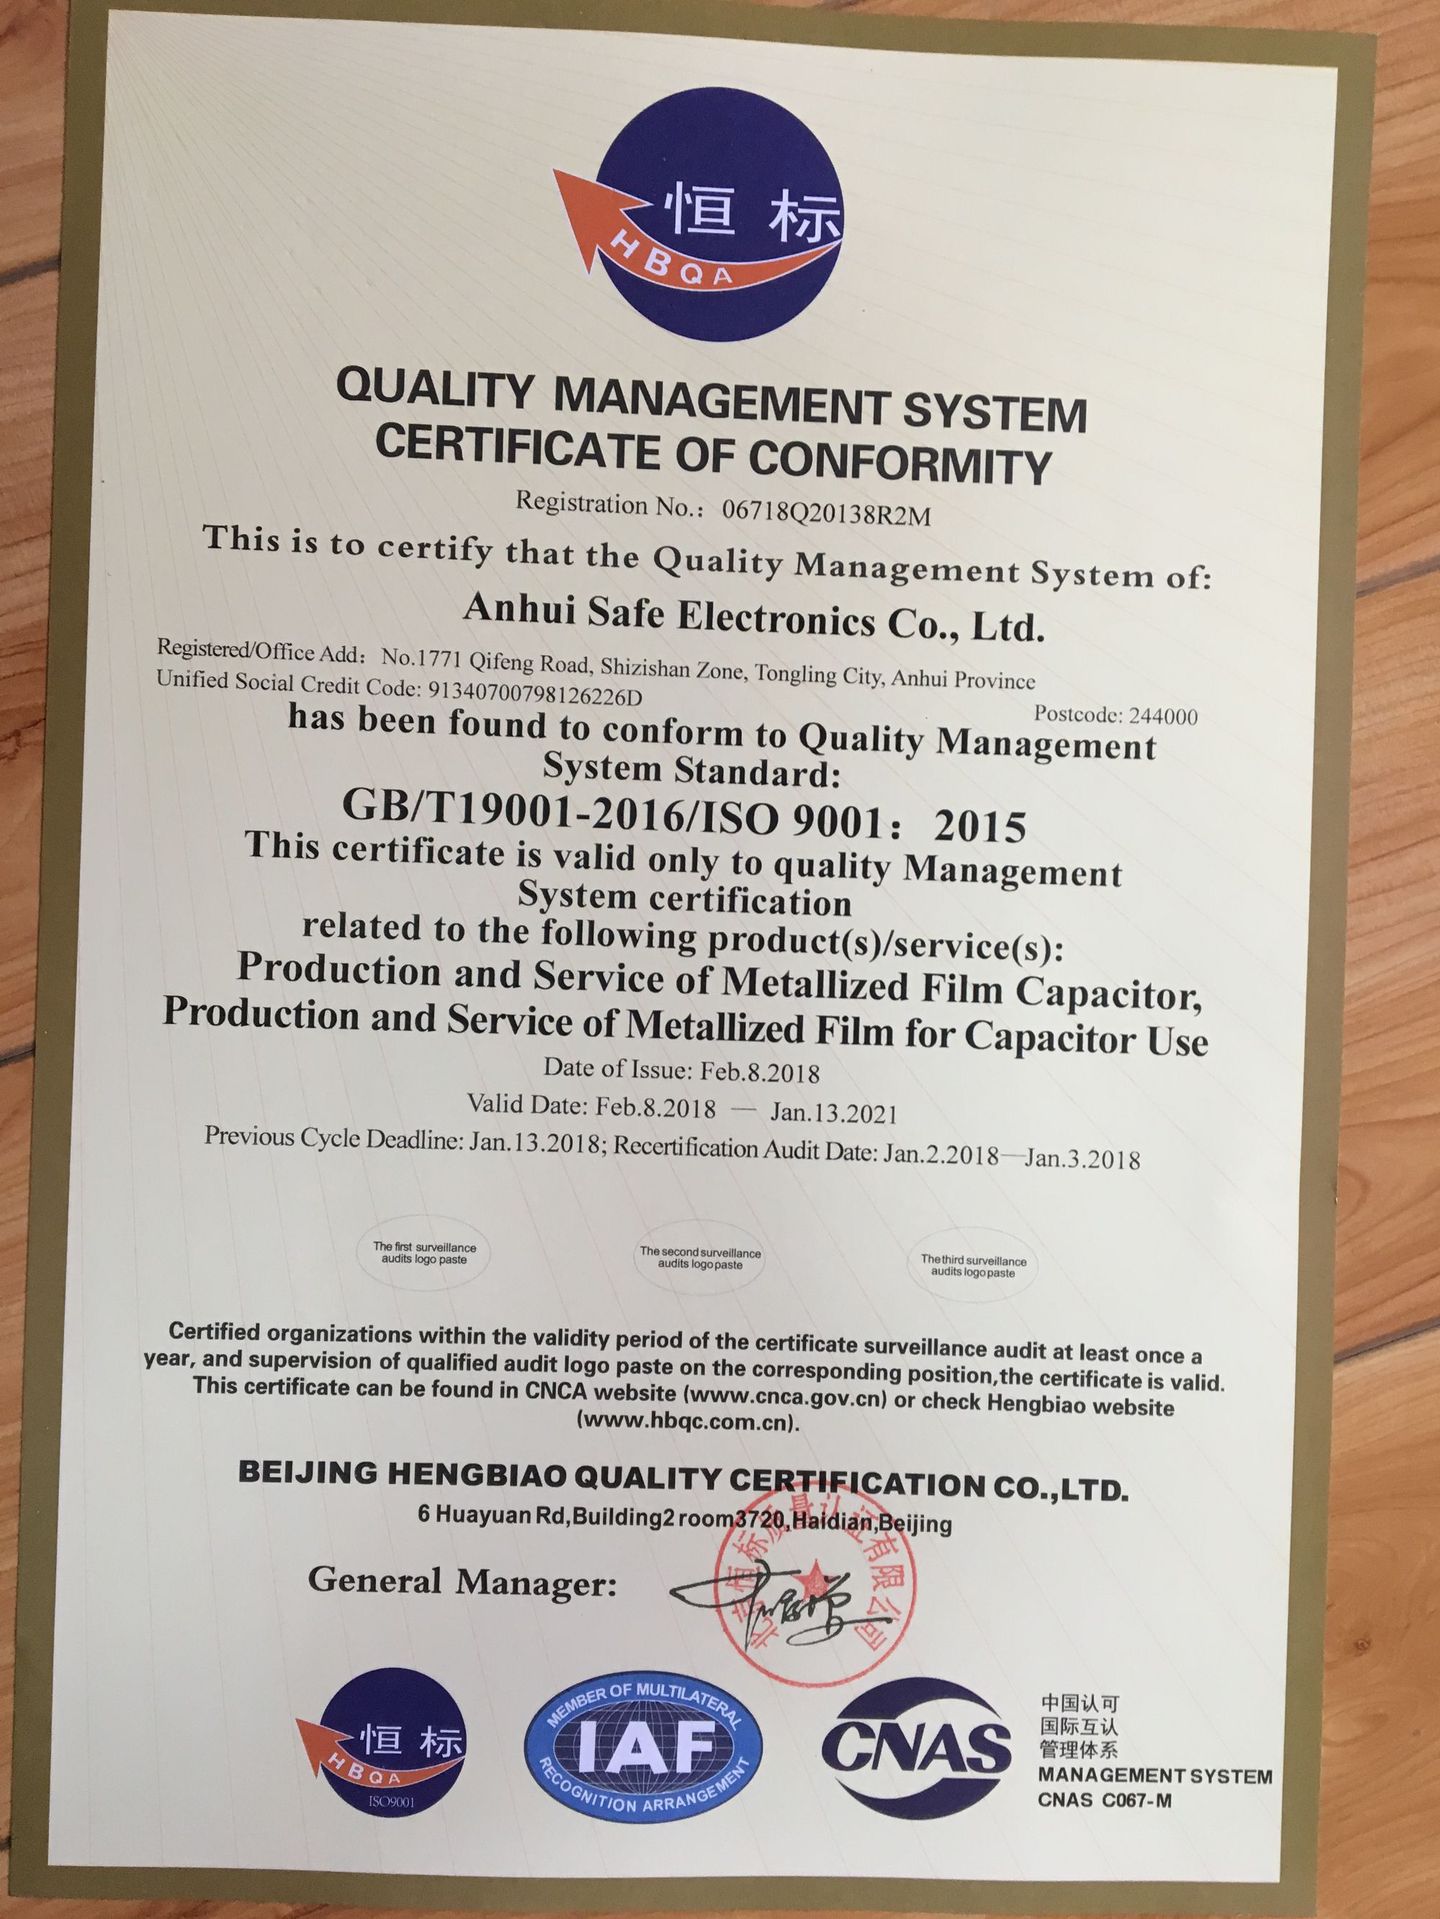 恒 标
HBQA
QUALITY MANAGEMENT SYSTEM
CERTIFICATE OF CONFORMITY
Registration No.: 06718Q20138R2M
This is to certify that the Quality Management System of:
Anhui Safe Electronics Co., Ltd.
Registered/Office Add: No.1771 Qifeng Road, Shizishan Zone, Tongling City, Anhui Province
Unified Social Credit Code: 91340700798126226D
Postcode: 244000
has been found to conform to Quality Management
System Standard:
GB/T19001-2016/ISO 9001: 2015
This certificate is valid only to quality Management
System certification
related to the following product(s)/service(s):
Production and Service of Metallized Film Capacitor,
Production and Service of Metallized Film for Capacitor Use
Date of Issue: Feb.8.2018
Valid Date: Feb.8.2018 — Jan.13.2021
Previous Cycle Deadline: Jan.13.2018; Recertification Audit Date: Jan.2.2018—Jan.3.2018
The first surveillance
audits logo paste
The second surveillance
audits logo paste
The third surveillance
audits logo paste
Certified organizations within the validity period of the certificate surveillance audit at least once a
year, and supervision of qualified audit logo paste on the corresponding position,the certificate is valid.
This certificate can be found in CNCA website (www.cnca.gov.cn) or check Hengbiao website
(www.hbqc.com.cn).
BEIJING HENGBIAO QUALITY CERTIFICATION CO.,LTD.
6 Huayuan Rd,Building2 room3720,Haidian,Beijing
北京恒标质量认证有限公司
General Manager:
恒 标
HBQA
ISO9001
MEMBER OF MULTILATERAL
IAF
RECOGNITION ARRANGEMENT
CNAS
中国认可
国际互认
管理体系
MANAGEMENT SYSTEM
CNAS C067-M